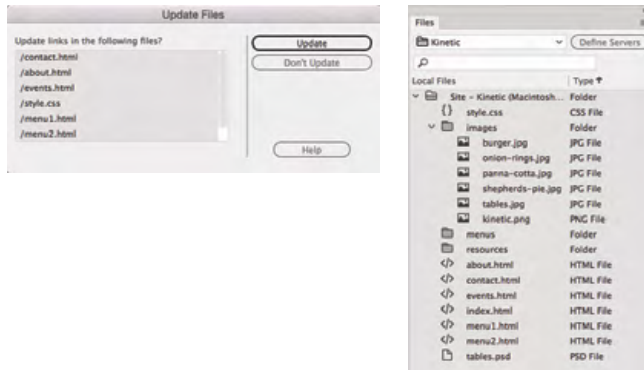 Update Files
Update links in the following files?
/contact.html
/about.html
/events.html
/style.css
/menu1.html
/menu2.html
Update
Don't Update
Help
Files
Kinetic
Define Servers
Local Files Type
Site - Kinetic (Macintosh... Folder
style.css CSS File
images Folder
burger.jpg JPG File
onion-rings.jpg JPG File
panna-cotta.jpg JPG File
shepherds-pie.jpg JPG File
tables.jpg JPG File
kinetic.png PNG File
menus Folder
resources Folder
about.html HTML File
contact.html HTML File
events.html HTML File
index.html HTML File
menu1.html HTML File
menu2.html HTML File
tables.psd PSD File